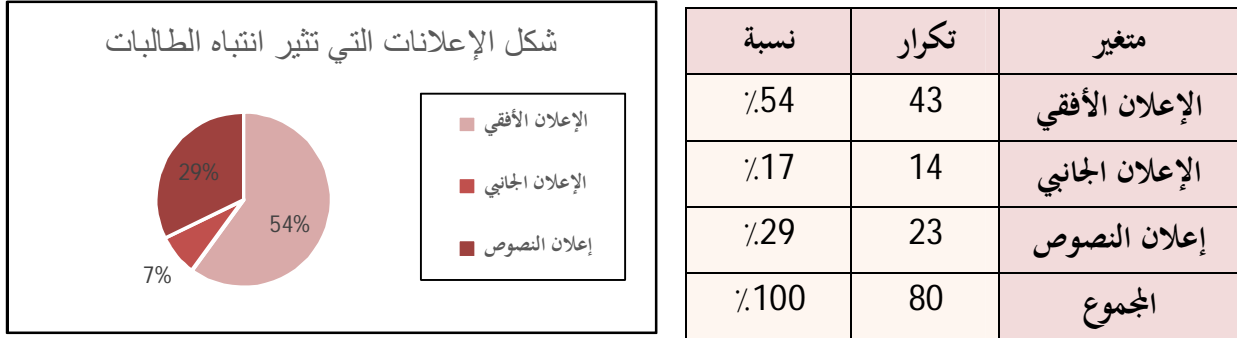 متغير تكرار نسبة
الإعلان الأفقي 43 54٪
الإعلان الجانبي 14 17٪
إعلان النصوص 23 29٪
المجموع 80 100٪
شكل الإعلانات التي تثير انتباه الطالبات
الإعلان الأفقي
الإعلان الجانبي
إعلان النصوص
29%
54%
7%